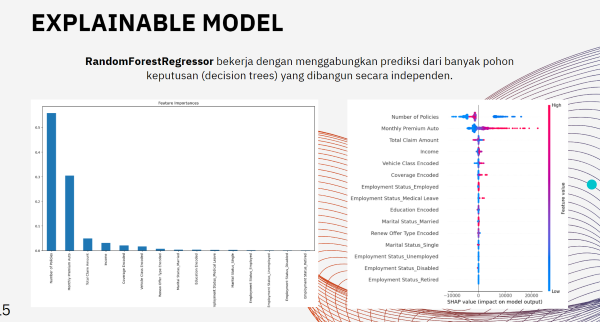 EXPLAINABLE MODEL
RandomForestRegressor bekerja dengan menggabungkan prediksi dari banyak pohon
keputusan (decision trees) yang dibangun secara independen.
Feature Importances
0.5
0.4
0.3
0.2
0.1
0.0
Number of Policies
Monthly Premium Auto
Total Claim Amount
Income
Coverage Encoded
Vehicle Class Encoded
Renew Offer Type Encoded
Marital Status_Married
Education Encoded
Employment Status_Medical Leave
Marital Status_Single
Employment Status_Employed
Employment Status_Unemployed
Employment Status_Disabled
Employment Status_Retired
Number of Policies
Monthly Premium Auto
Total Claim Amount
Income
Vehicle Class Encoded
Coverage Encoded
Employment Status_Employed
Employment Status_Medical Leave
Education Encoded
Marital Status_Married
Renew Offer Type Encoded
Marital Status_Single
Employment Status_Unemployed
Employment Status_Disabled
Employment Status_Retired
−10000 0 10000 20000
SHAP value (impact on model output)
High
Feature value
Low
15